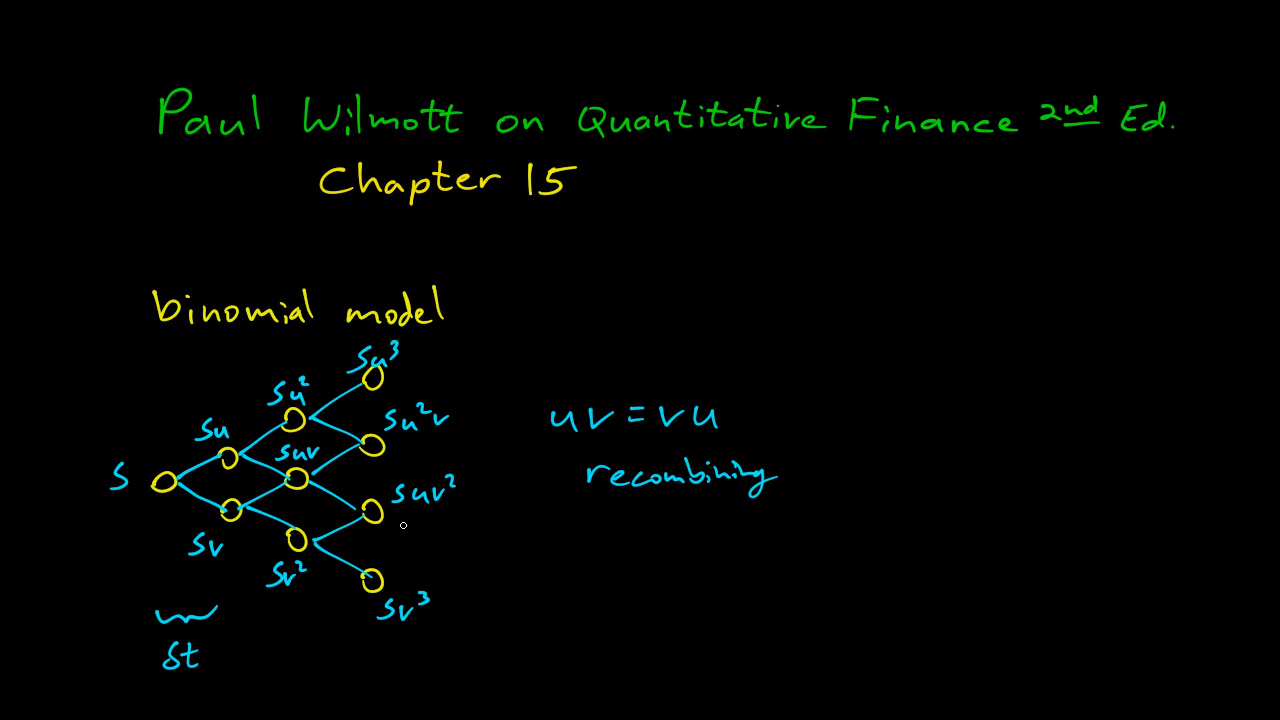 Paul Wilmott on Quantitative Finance 2nd Ed.
Chapter 15
binomial model
Su³
Su²
Su²v
uv = vu
Su
Suv
S
recombining
Suv²
Sv
Sv²
Sv³
δt